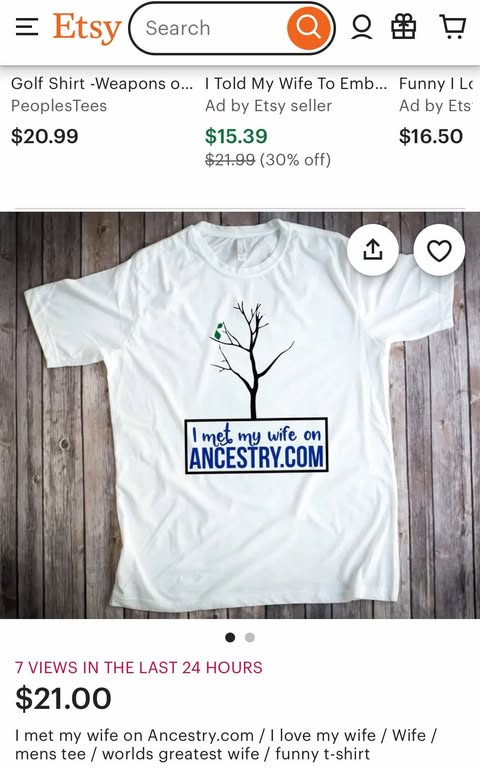 Etsy
Search
Golf Shirt -Weapons o...
PeoplesTees
$20.99
I Told My Wife To Emb...
Ad by Etsy seller
$15.39
$21.99 (30% off)
Funny I Lo
Ad by Ets
$16.50
I met my wife on
ANCESTRY.COM
7 VIEWS IN THE LAST 24 HOURS
$21.00
I met my wife on Ancestry.com / I love my wife / Wife /
mens tee / worlds greatest wife / funny t-shirt